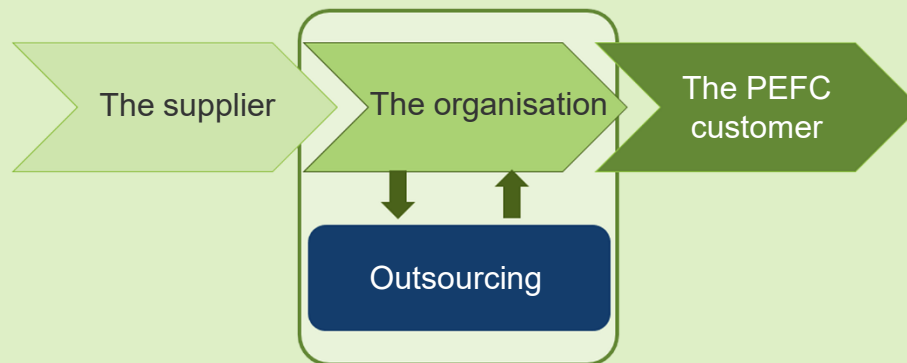 The supplier
The organisation
The PEFC
customer
Outsourcing